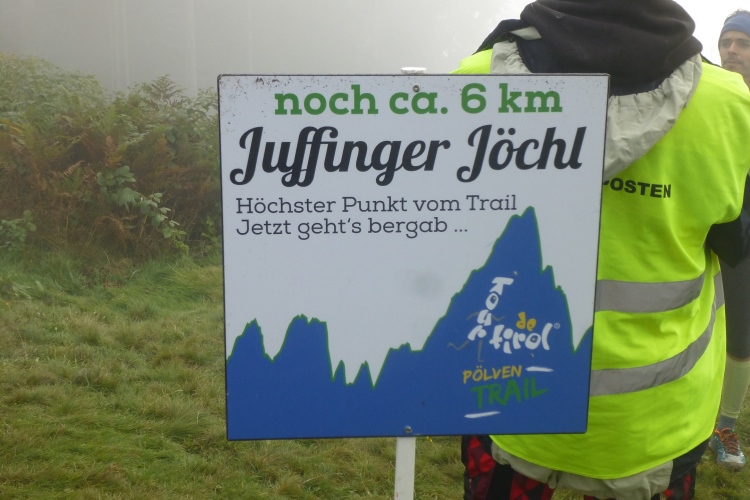 noch ca. 6 km
Juffinger Jöchl
Höchster Punkt vom Trail
Jetzt geht's bergab ...
Tour
de
tirol
PÖLVEN
TRAIL
POSTEN